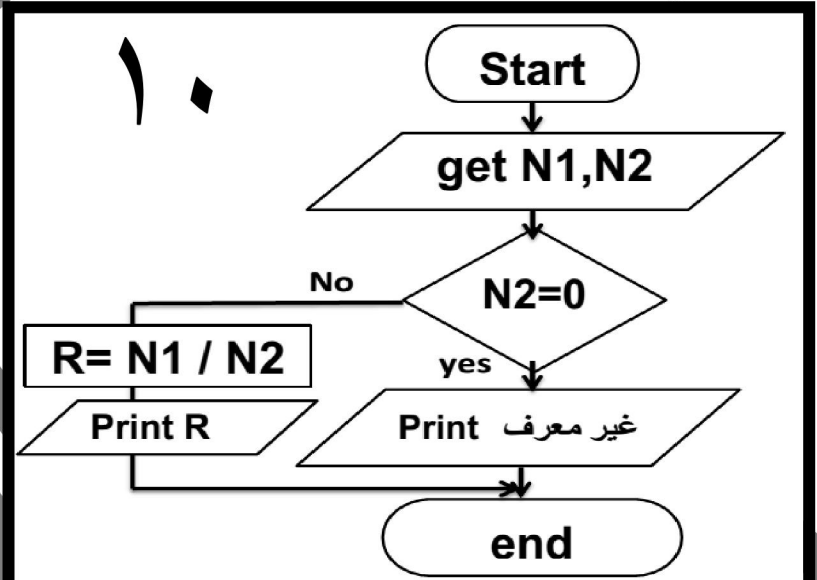 ١٠
Start
get N1,N2
N2=0
No
yes
R= N1 / N2
Print R
Print غير معرف
end